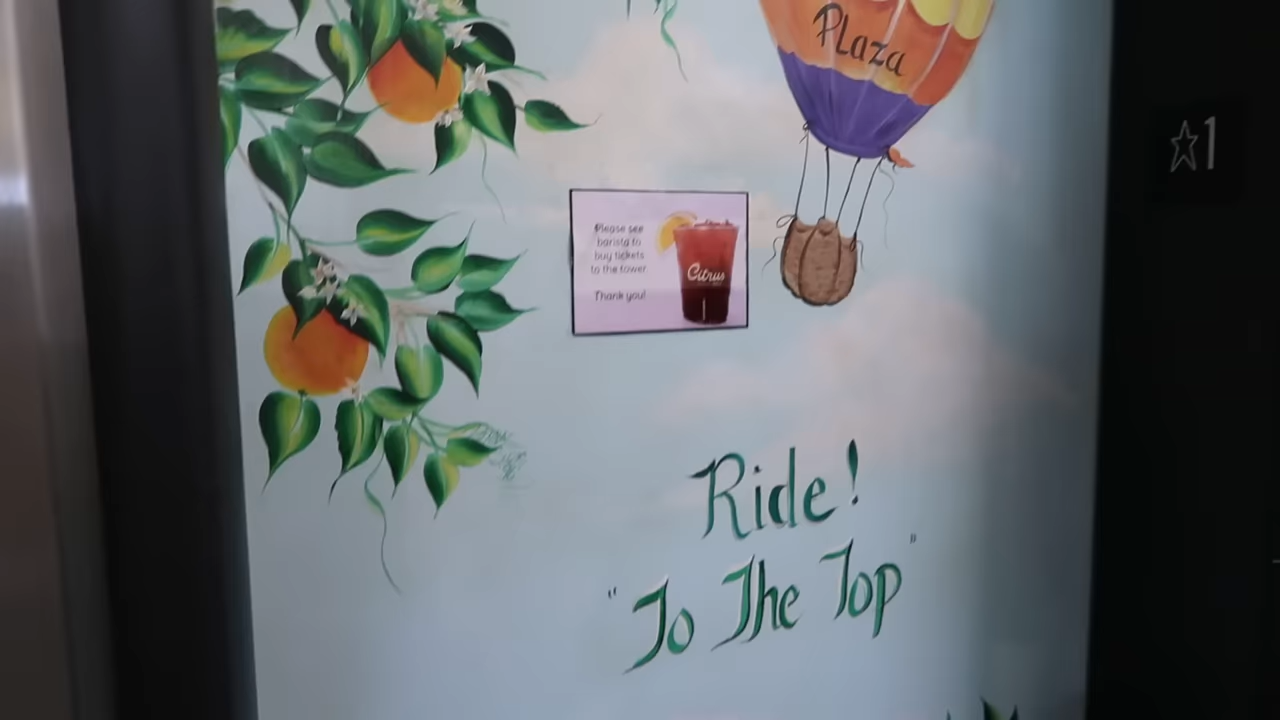 Plaza
☆1
Please see
barista to
buy tickets
to the tower
Thank you!
Citrus
Ride!
"To The Top"